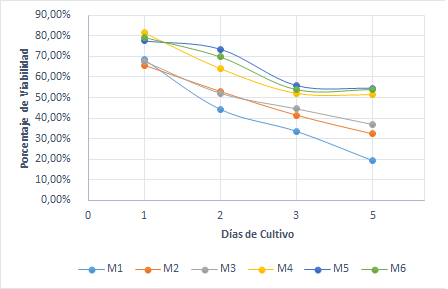 90,00%
80,00%
70,00%
60,00%
50,00%
40,00%
30,00%
20,00%
10,00%
0,00%
Porcentaje de Viabilidad
0 1 2 3 5
Días de Cultivo
M1 M2 M3 M4 M5 M6